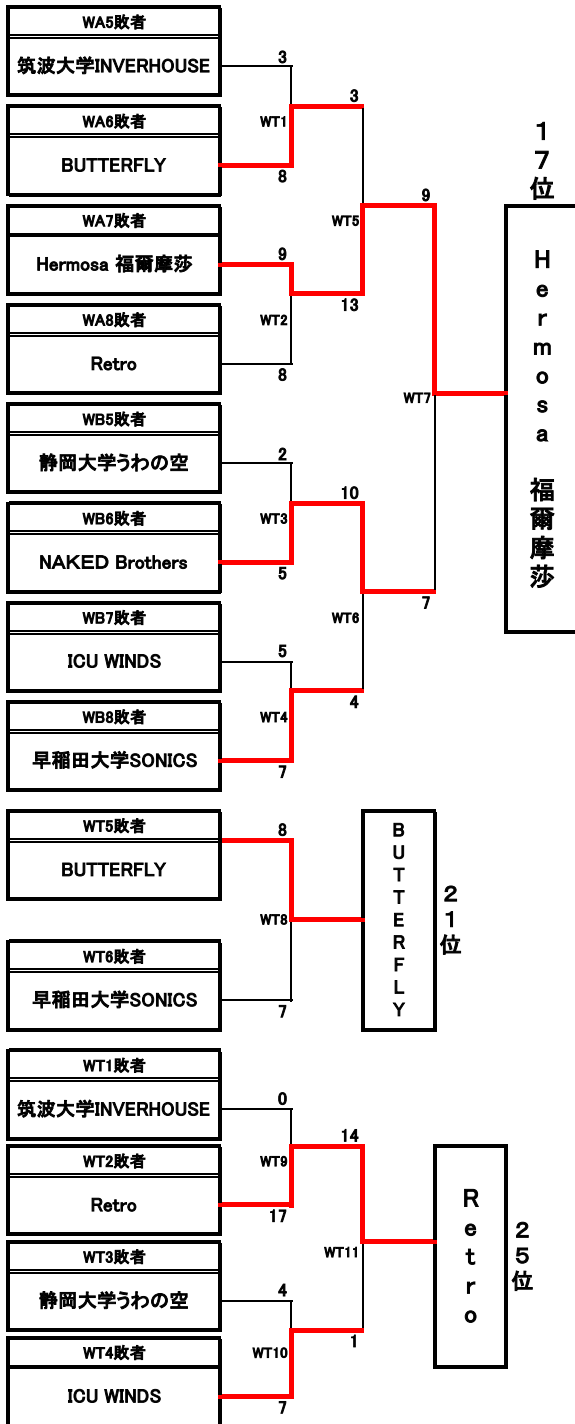 WA5敗者
筑波大学INVERHOUSE
3
WT1
3
WA6敗者
BUTTERFLY
8
WT5
9
WA7敗者
Hermosa 福爾摩莎
9
WT2
13
WA8敗者
Retro
8
WT7
17位
Hermosa 福爾摩莎
WB5敗者
静岡大学うわの空
2
WT3
10
WB6敗者
NAKED Brothers
5
WT6
7
WB7敗者
ICU WINDS
5
WT4
4
WB8敗者
早稲田大学SONICS
7
WT5敗者
BUTTERFLY
8
WT8
BUTTERFLY
21位
WT6敗者
早稲田大学SONICS
7
WT1敗者
筑波大学INVERHOUSE
0
WT9
14
WT2敗者
Retro
17
WT11
Retro
25位
WT3敗者
静岡大学うわの空
4
WT10
1
WT4敗者
ICU WINDS
7